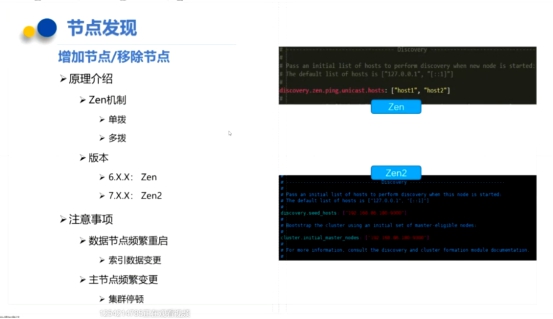 节点发现
增加节点/移除节点
原理介绍
Zen机制
单拨
多拨
版本
6.X.X： Zen
7.X.X： Zen2
注意事项
数据节点频繁重启
索引数据变更
主节点频繁变更
集群停顿
# Discovery
#
# Pass an initial list of hosts to perform discovery when new node is started:
# The default list of hosts is ["127.0.0.1", "[::1]"]
#
discovery.zen.ping.unicast.hosts: ["host1", "host2"]
#
Zen
Zen2
# Discovery
#
# Pass an initial list of hosts to perform discovery when this node is started:
# The default list of hosts is ["127.0.0.1", "[::1]"]
#
discovery.seed_hosts:
#
# Bootstrap the cluster using an initial set of master-eligible nodes:
#
cluster.initial_master_nodes:
#
# For more information, consult the discovery and cluster formation module documentation.